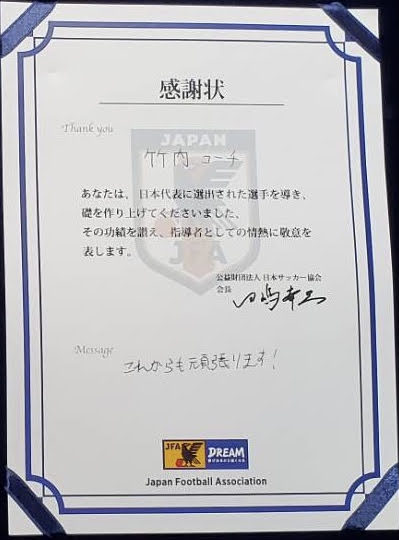 感謝状
Thank you
竹内 コーチ
JAPAN
あなたは、日本代表に選出された選手を導き、
礎を作り上げてくださいました。
その功績を讃え、指導者としての情熱に敬意を
表します。
JFA
公益財団法人 日本サッカー協会
会長
Message
これからも頑張ります!
JFA
DREAM
Japan Football Association